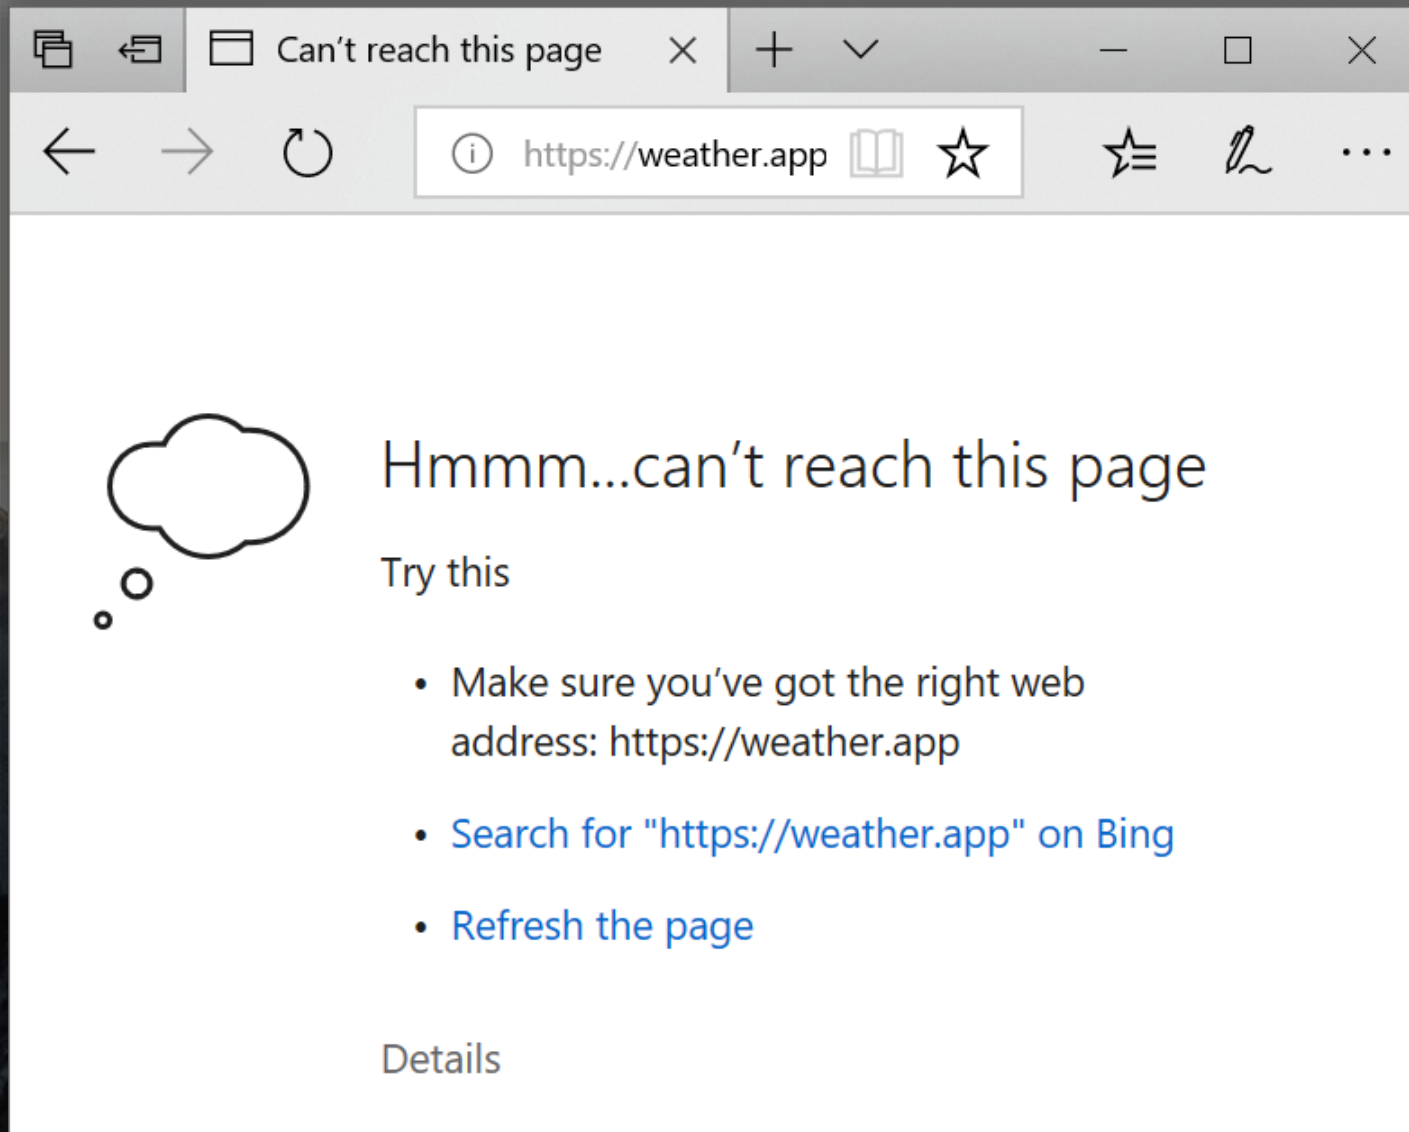 Can't reach this page
https://weather.app
Hmmm...can't reach this page
Try this
• Make sure you've got the right web
address: https://weather.app
• Search for "https://weather.app" on Bing
• Refresh the page
Details